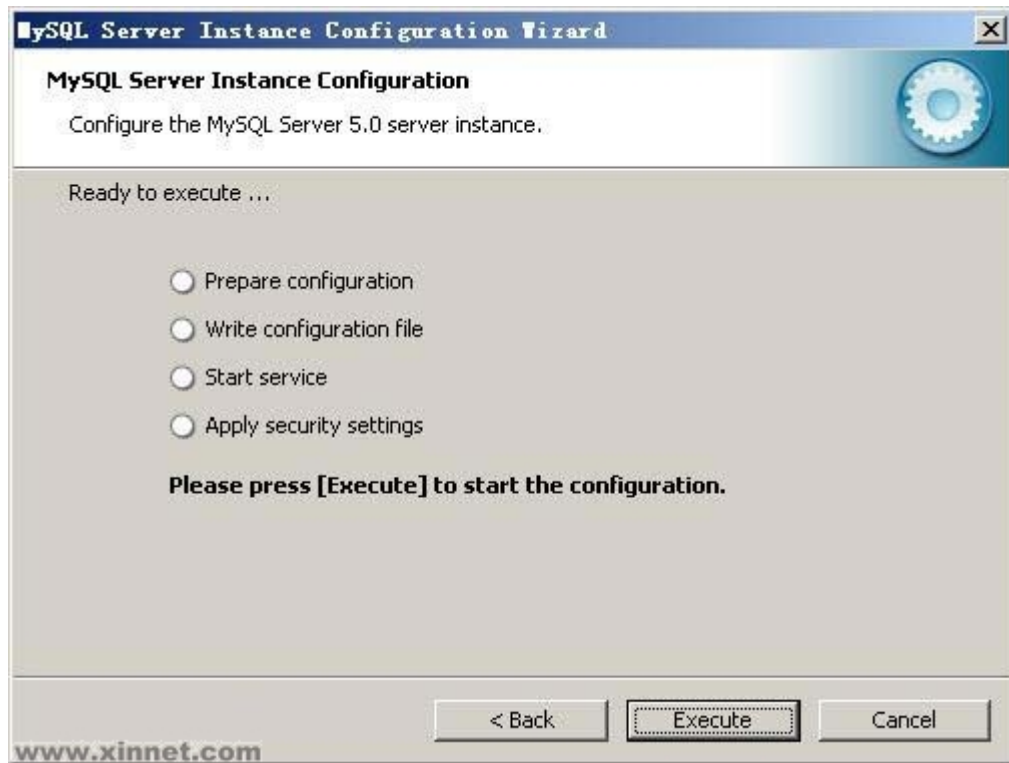 MySQL Server Instance Configuration Wizard
MySQL Server Instance Configuration
Configure the MySQL Server 5.0 server instance.
Ready to execute ...
Prepare configuration
Write configuration file
Start service
Apply security settings
Please press [Execute] to start the configuration.
< Back
Execute
Cancel
www.xinnet.com